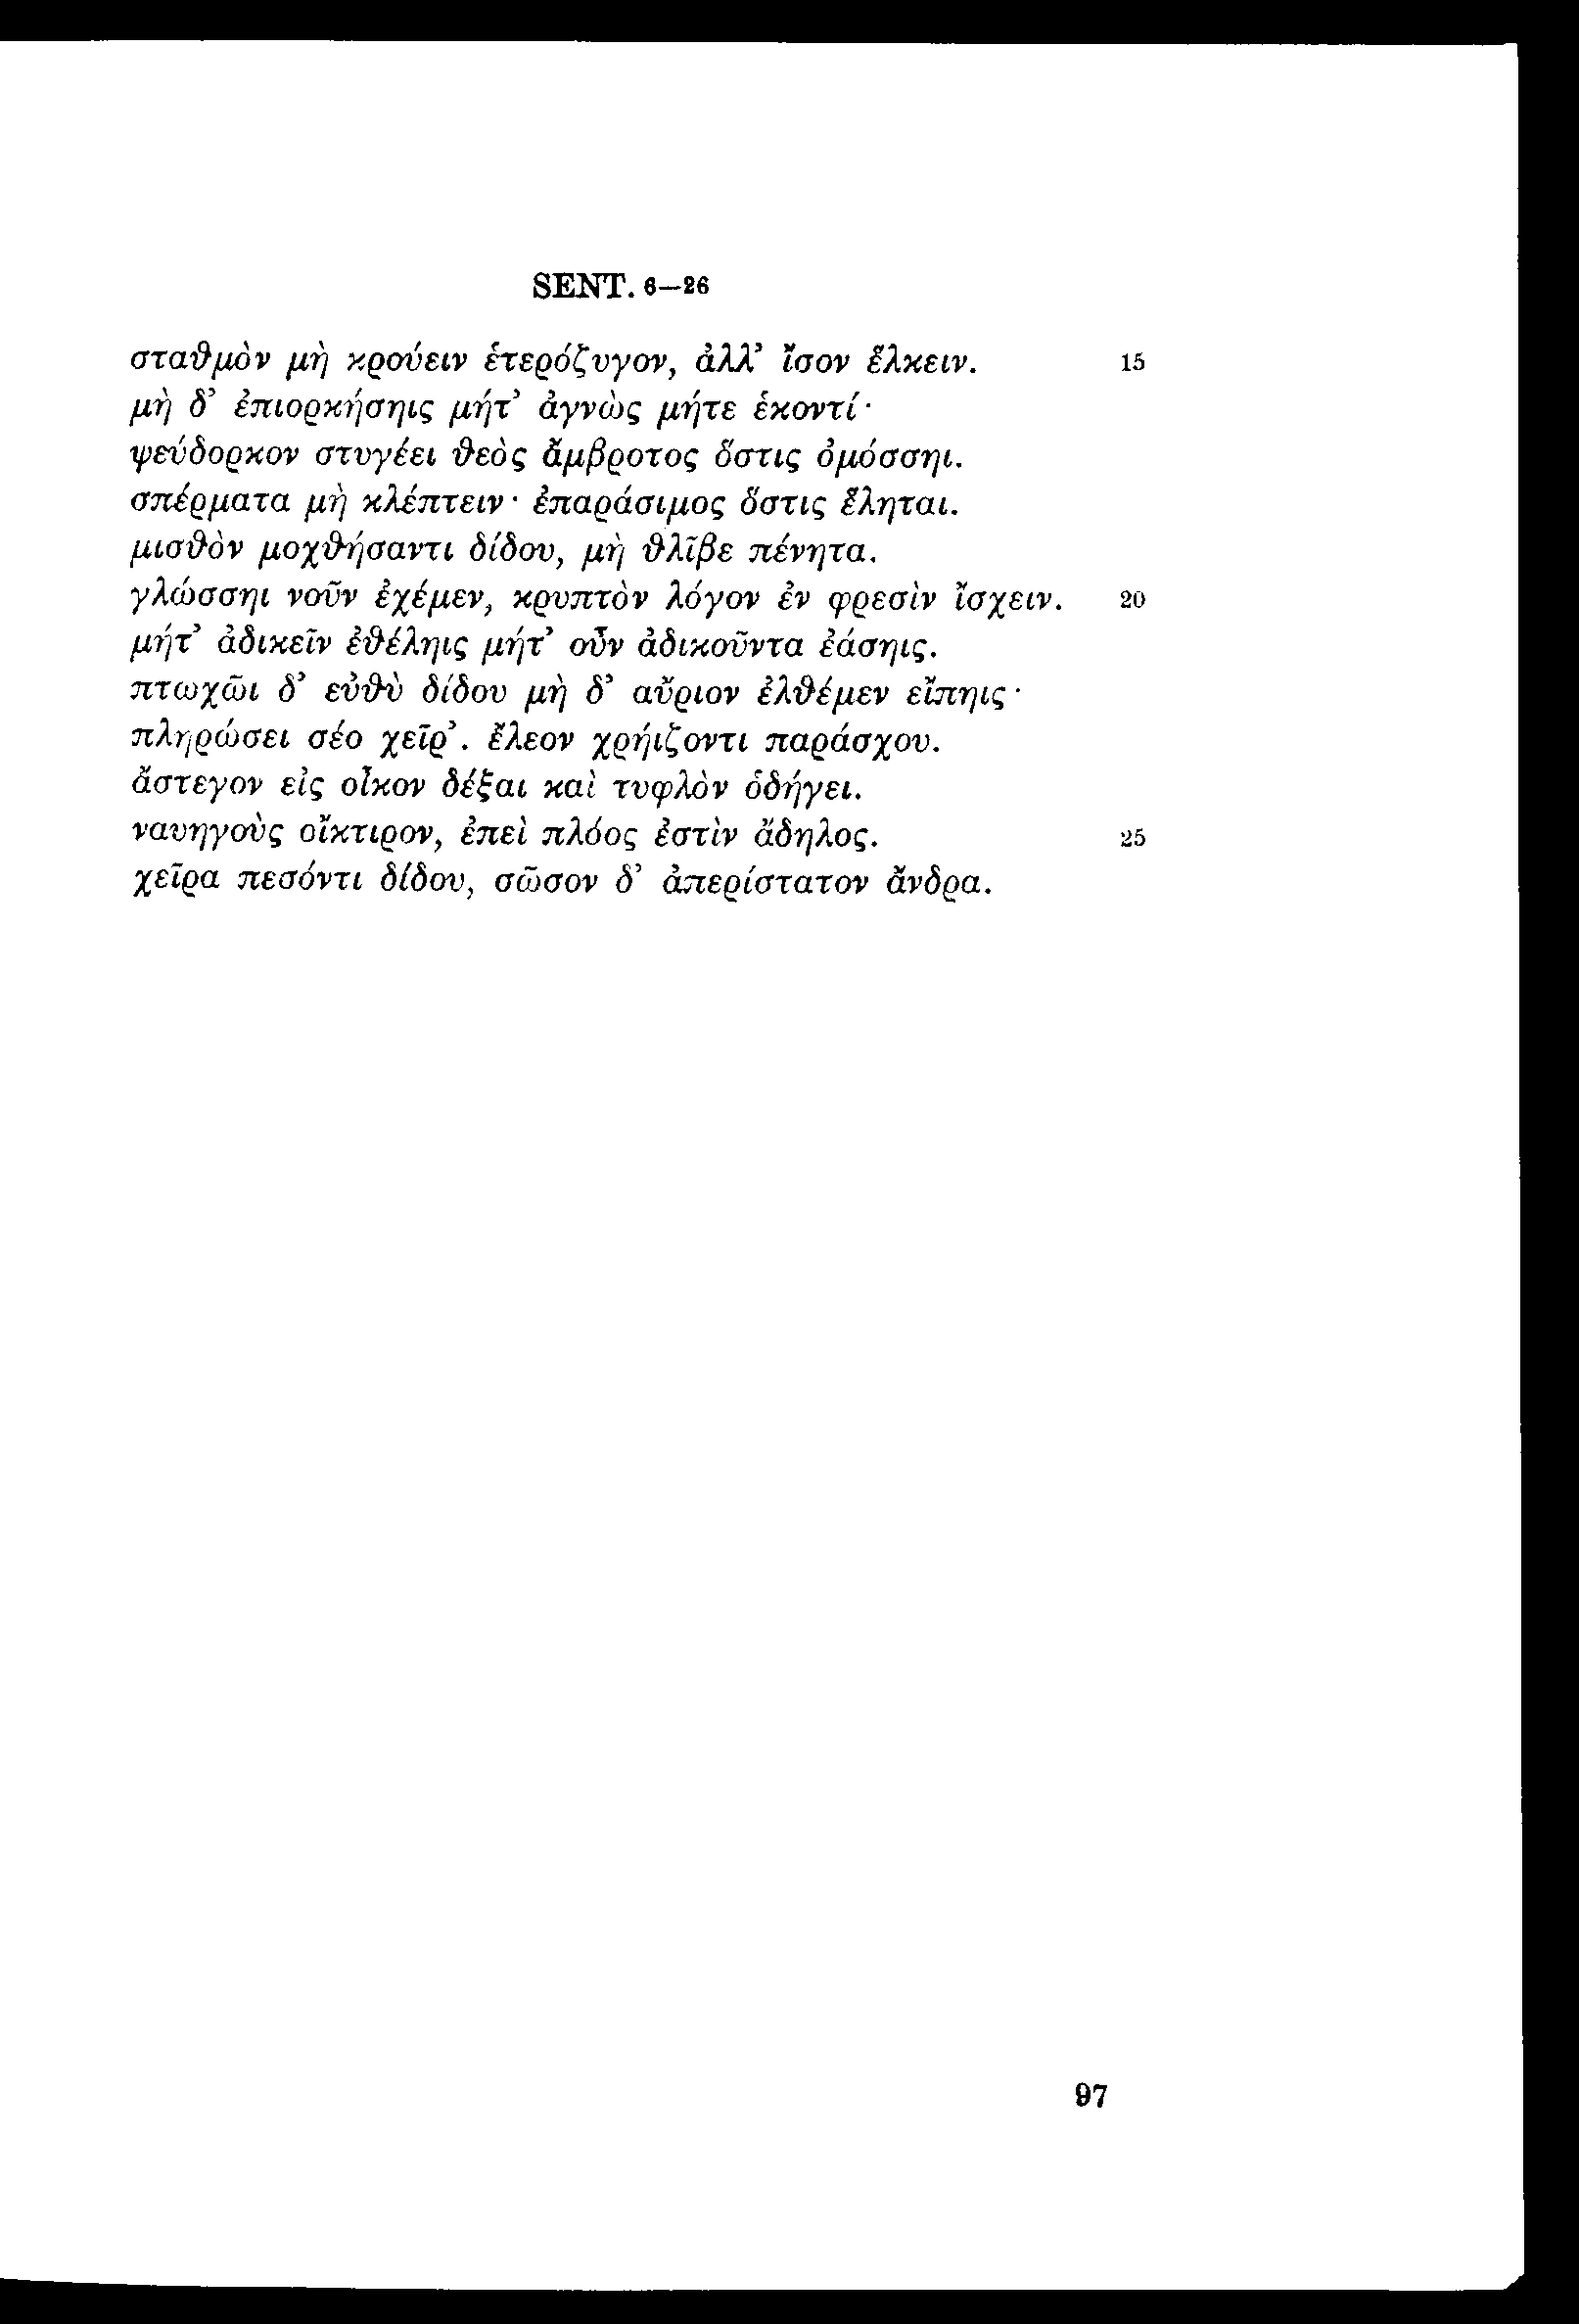 SENT. 6—26
σταϑμὸν μὴ κρούειν ἑτερόζυγον, ἀλλ’ ἴσον ἕλκειν. 15
μὴ δ’ ἐπιορκήσηις μήτ’ ἀγνὼς μήτε ἑκοντί·
ψεύδορκον στυγέει ϑεὸς ἄμβροτος ὅστις ὀμόσσηι.
σπέρματα μὴ κλέπτειν· ἐπαράσιμος ὅστις ἕληται.
μισϑὸν μοχϑήσαντι δίδου, μὴ ϑλῖβε πένητα.
γλώσσηι νοῦν ἐχέμεν, κρυπτὸν λόγον ἐν φρεσὶν ἴσχειν. 20
μήτ’ ἀδικεῖν ἐϑέληις μήτ’ οὖν ἀδικοῦντα ἐάσηις.
πτωχῶι δ’ εὐϑὺ δίδου μὴ δ’ αὔριον ἐλϑέμεν εἴπηις·
πληρώσει σέο χεῖρ’. ἔλεον χρήιζοντι παράσχου.
ἄστεγον εἰς οἶκον δέξαι καὶ τυφλὸν ὁδήγει.
ναυηγοὺς οἴκτιρον, ἐπεὶ πλόος ἐστὶν ἄδηλος. 25
χεῖρα πεσόντι δίδου, σῶσον δ’ ἀπερίστατον ἄνδρα.
97